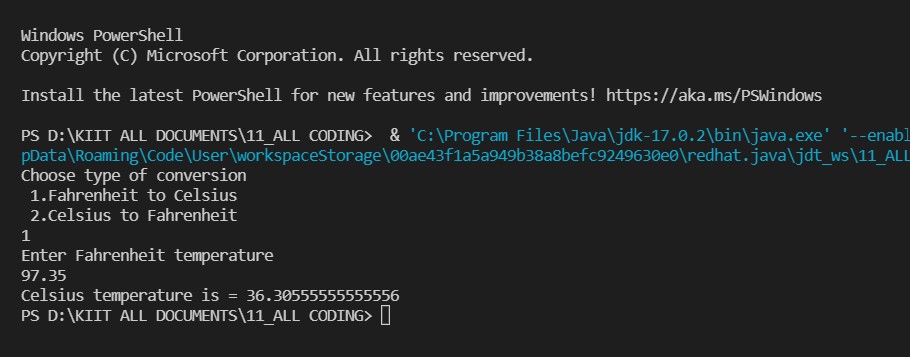 Windows PowerShell
Copyright (C) Microsoft Corporation. All rights reserved.
Install the latest PowerShell for new features and improvements! https://aka.ms/PSWindows
PS D:\KIIT ALL DOCUMENTS\11_ALL CODING>  & 'C:\Program Files\Java\jdk-17.0.2\bin\java.exe' '--enabl
pData\Roaming\Code\User\workspaceStorage\00ae43f1a5a949b38a8befc9249630e0\redhat.java\jdt_ws\11_ALL
Choose type of conversion
 1.Fahrenheit to Celsius
 2.Celsius to Fahrenheit
1
Enter Fahrenheit temperature
97.35
Celsius temperature is = 36.30555555555556
PS D:\KIIT ALL DOCUMENTS\11_ALL CODING>